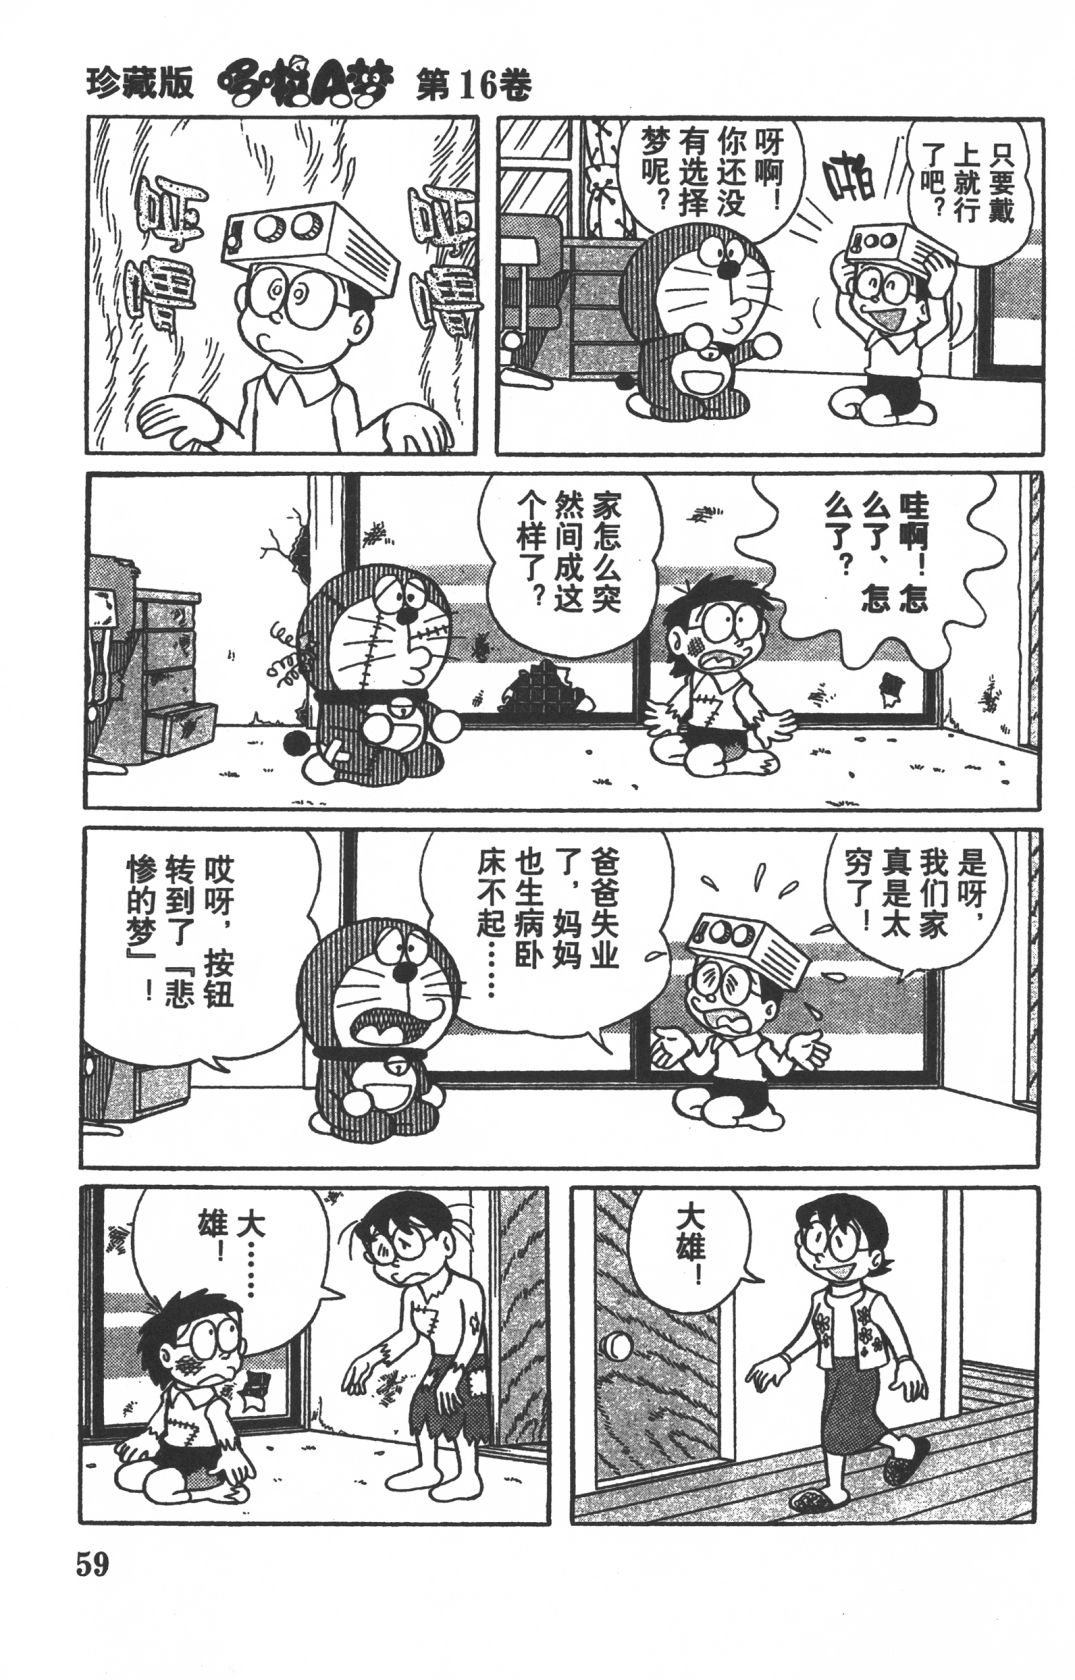 珍藏版 哆啦A梦 第16卷
只要戴
上就行
了吧？
啪
呀啊！
你还没
有选择
梦呢？
哇啊！怎
么了、怎
么了？
家怎么突
然间成这
个样了？
是呀，
我们家
真是太
穷了！
爸爸失业
了，妈妈
也生病卧
床不起……
哎呀，按钮
转到了『悲
惨的梦』！
大雄！
大……
雄！
59